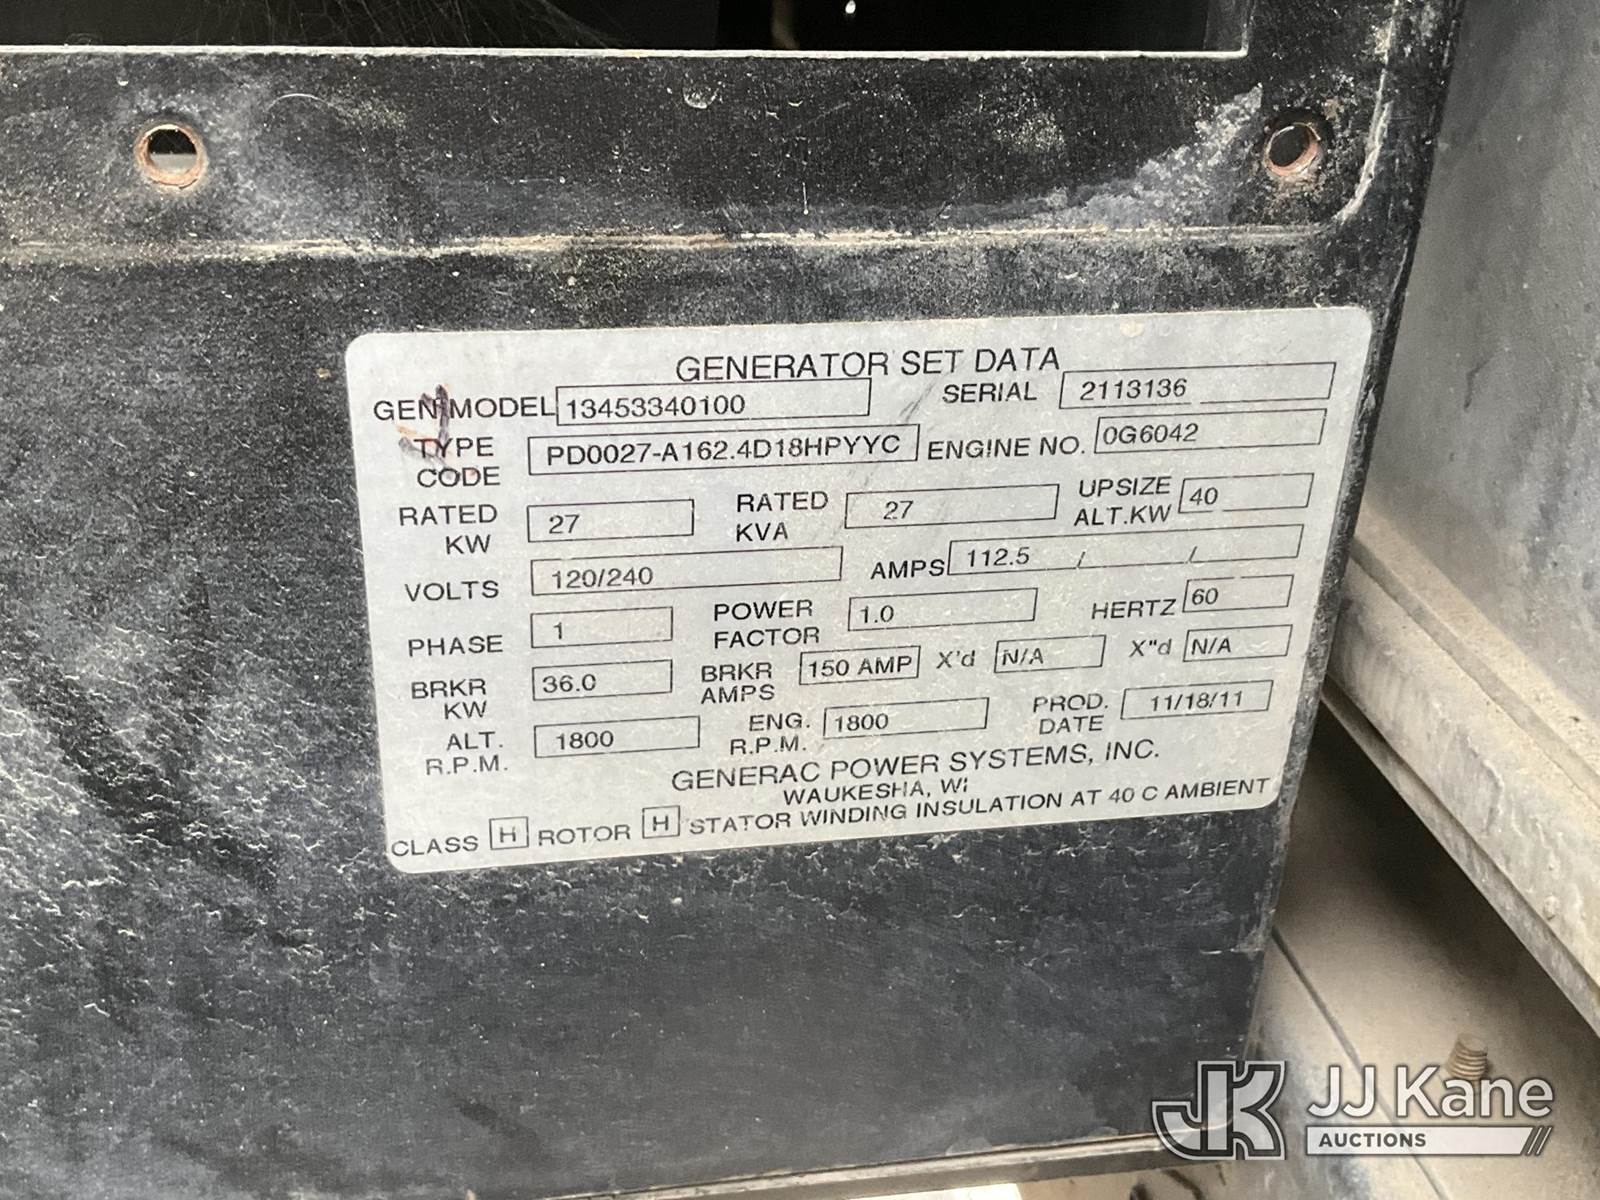 GENERATOR SET DATA
GEN MODEL 13453340100 SERIAL 2113136
TYPE CODE PD0027-A162.4D18HPYYC ENGINE NO. 0G6042
RATED KW 27 RATED KVA 27 UPSIZE ALT.KW 40
VOLTS 120/240 AMPS 112.5 / /
PHASE 1 POWER FACTOR 1.0 HERTZ 60
BRKR KW 36.0 BRKR AMPS 150 AMP X'd N/A X"d N/A
ALT. R.P.M. 1800 ENG. R.P.M. 1800 PROD. DATE 11/18/11
GENERAC POWER SYSTEMS, INC.
WAUKESHA, WI
CLASS H ROTOR H STATOR WINDING INSULATION AT 40 C AMBIENT
JK JJ Kane
AUCTIONS